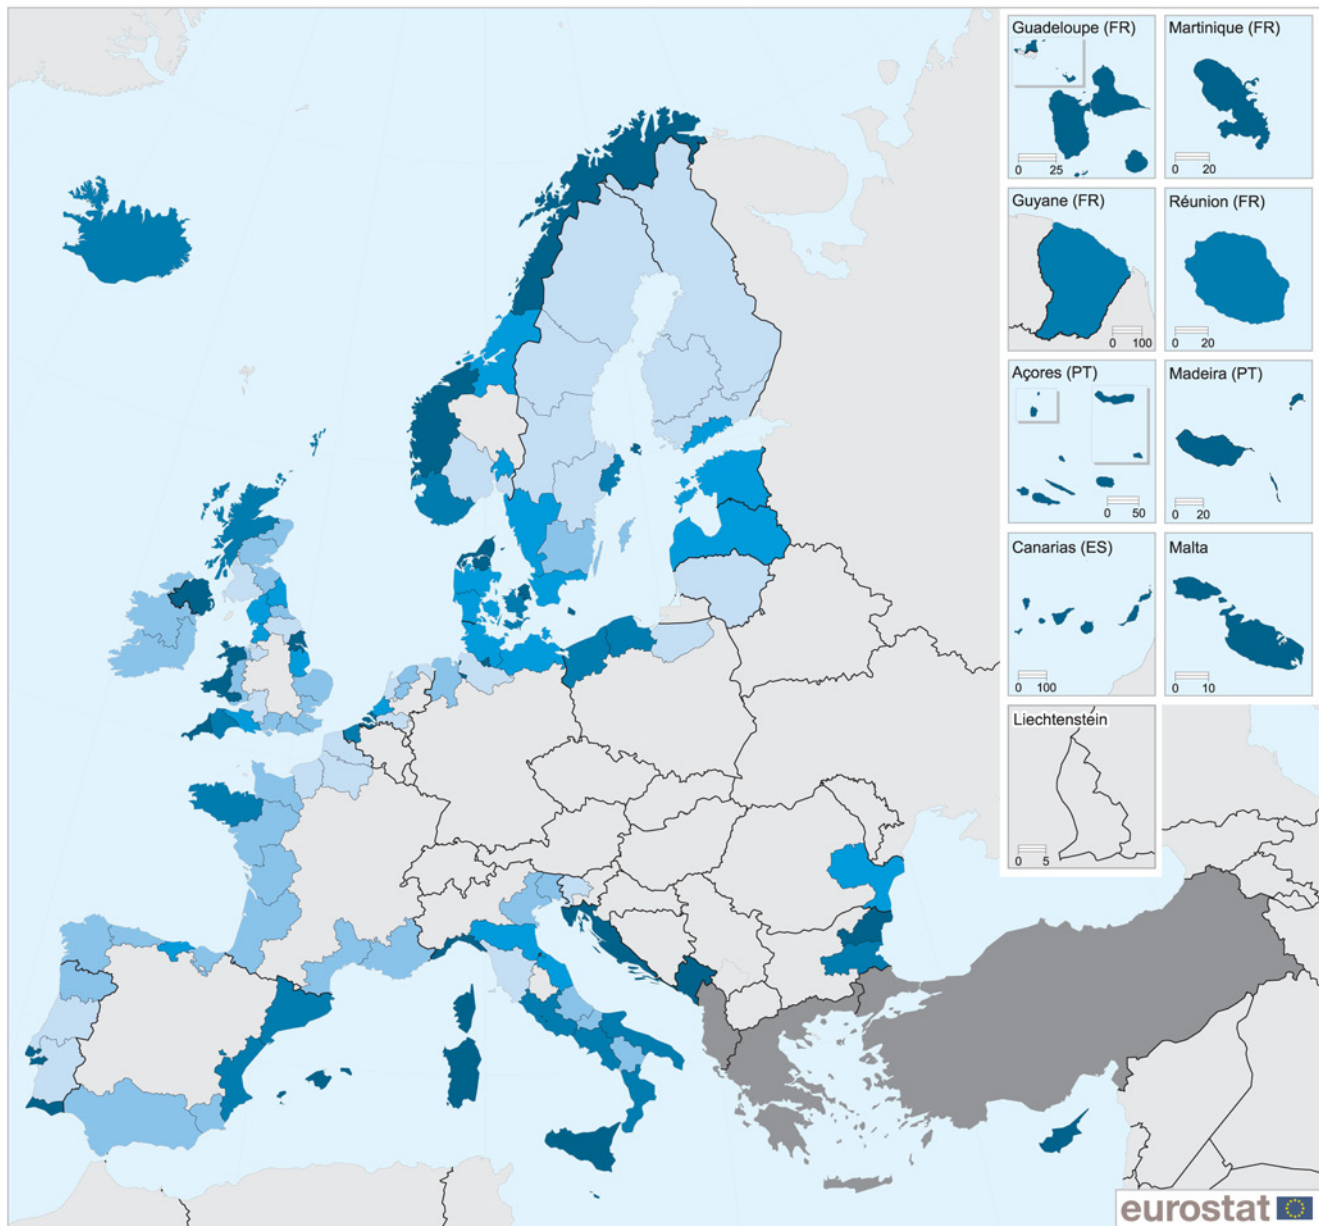 Guadeloupe (FR)
0 25
Martinique (FR)
0 20
Guyane (FR)
0 100
Réunion (FR)
0 20
Açores (PT)
0 50
Madeira (PT)
0 20
Canarias (ES)
0 100
Malta
0 10
Liechtenstein
0 5
eurostat